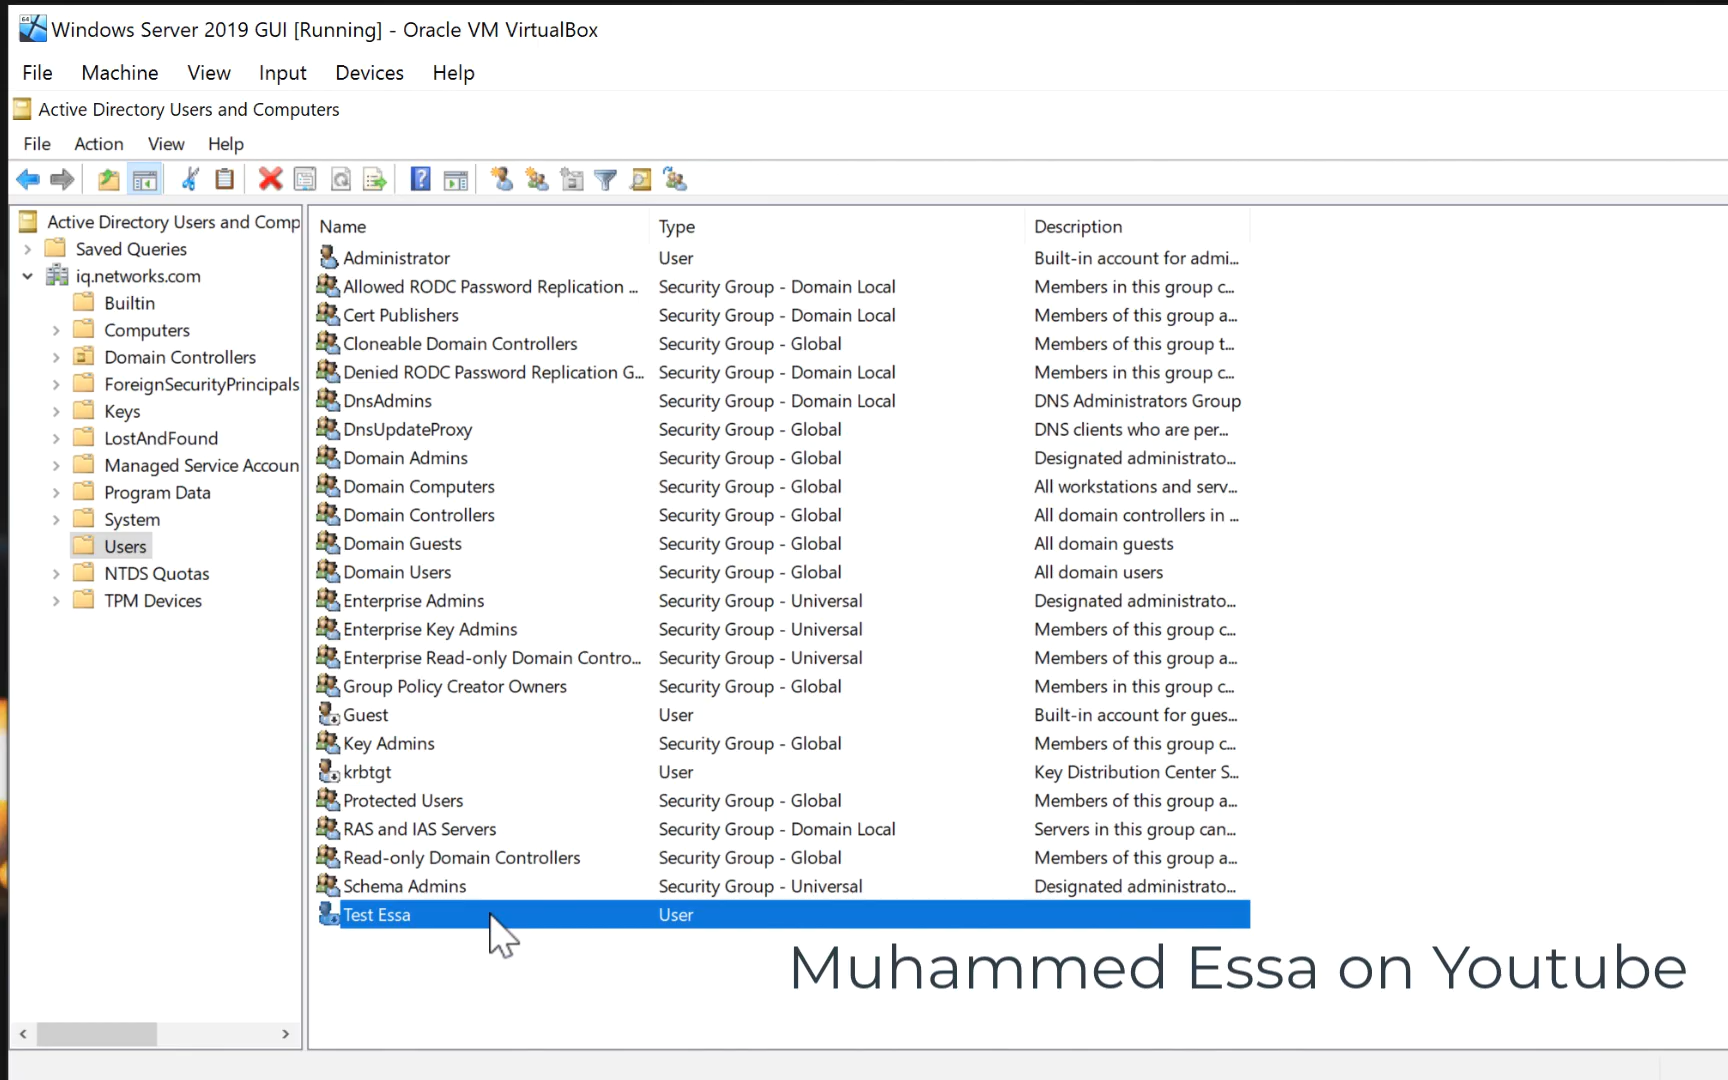 Windows Server 2019 GUI [Running] - Oracle VM VirtualBox
File Machine View Input Devices Help
Active Directory Users and Computers
File Action View Help
Active Directory Users and Comp
Saved Queries
iq.networks.com
Builtin
Computers
Domain Controllers
ForeignSecurityPrincipals
Keys
LostAndFound
Managed Service Accoun
Program Data
System
Users
NTDS Quotas
TPM Devices
Name Type Description
Administrator User Built-in account for admi...
Allowed RODC Password Replication ... Security Group - Domain Local Members in this group c...
Cert Publishers Security Group - Domain Local Members of this group a...
Cloneable Domain Controllers Security Group - Global Members of this group t...
Denied RODC Password Replication G... Security Group - Domain Local Members in this group c...
DnsAdmins Security Group - Domain Local DNS Administrators Group
DnsUpdateProxy Security Group - Global DNS clients who are per...
Domain Admins Security Group - Global Designated administrato...
Domain Computers Security Group - Global All workstations and serv...
Domain Controllers Security Group - Global All domain controllers in ...
Domain Guests Security Group - Global All domain guests
Domain Users Security Group - Global All domain users
Enterprise Admins Security Group - Universal Designated administrato...
Enterprise Key Admins Security Group - Universal Members of this group c...
Enterprise Read-only Domain Contro... Security Group - Universal Members of this group a...
Group Policy Creator Owners Security Group - Global Members in this group c...
Guest User Built-in account for gues...
Key Admins Security Group - Global Members of this group c...
krbtgt User Key Distribution Center S...
Protected Users Security Group - Global Members of this group a...
RAS and IAS Servers Security Group - Domain Local Servers in this group can...
Read-only Domain Controllers Security Group - Global Members of this group a...
Schema Admins Security Group - Universal Designated administrato...
Test Essa User
Muhammed Essa on Youtube